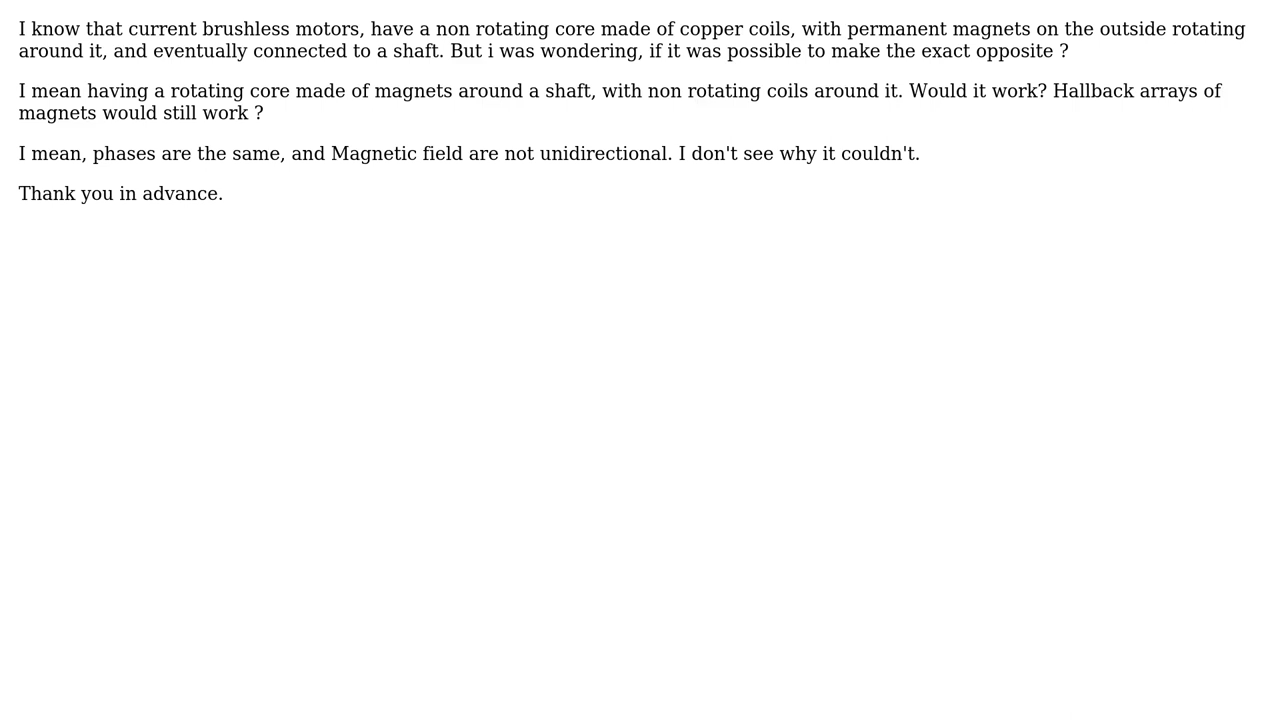 I know that current brushless motors, have a non rotating core made of copper coils, with permanent magnets on the outside rotating
around it, and eventually connected to a shaft. But i was wondering, if it was possible to make the exact opposite ?
I mean having a rotating core made of magnets around a shaft, with non rotating coils around it. Would it work? Hallback arrays of
magnets would still work ?
I mean, phases are the same, and Magnetic field are not unidirectional. I don't see why it couldn't.
Thank you in advance.